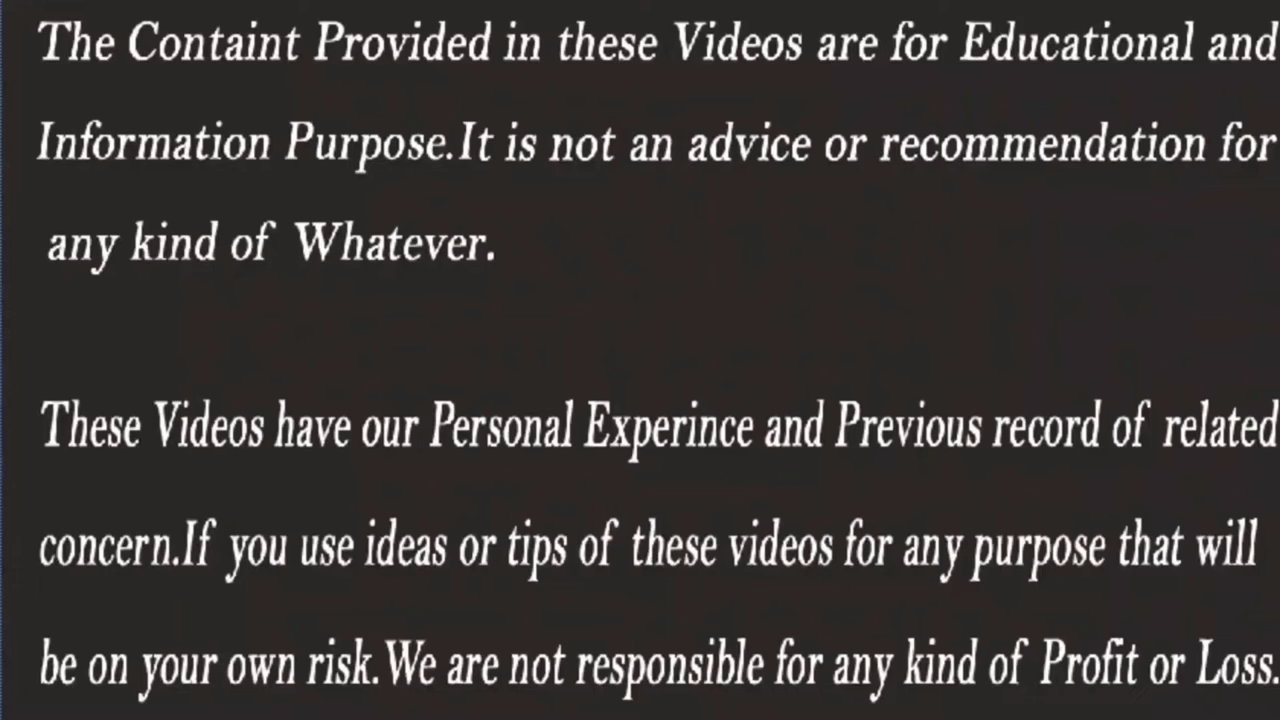 The Containt Provided in these Videos are for Educational and
Information Purpose.It is not an advice or recommendation for
any kind of Whatever.
These Videos have our Personal Experince and Previous record of related
concern.If you use ideas or tips of these videos for any purpose that will
be on your own risk.We are not responsible for any kind of Profit or Loss.